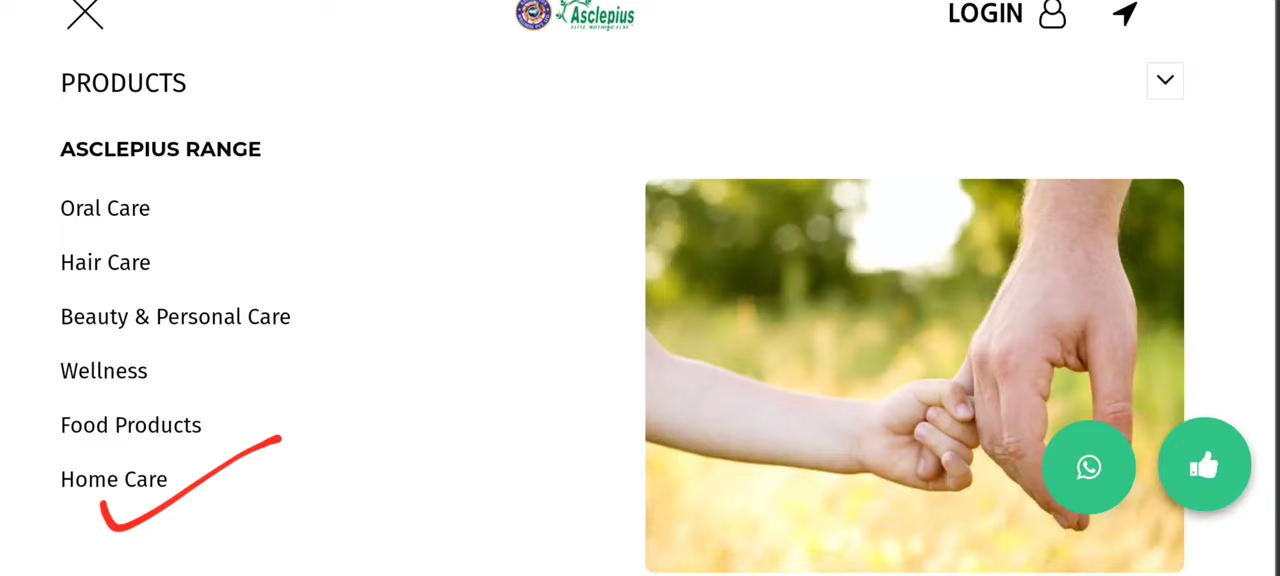 Asclepius
LOGIN
PRODUCTS
ASCLEPIUS RANGE
Oral Care
Hair Care
Beauty & Personal Care
Wellness
Food Products
Home Care